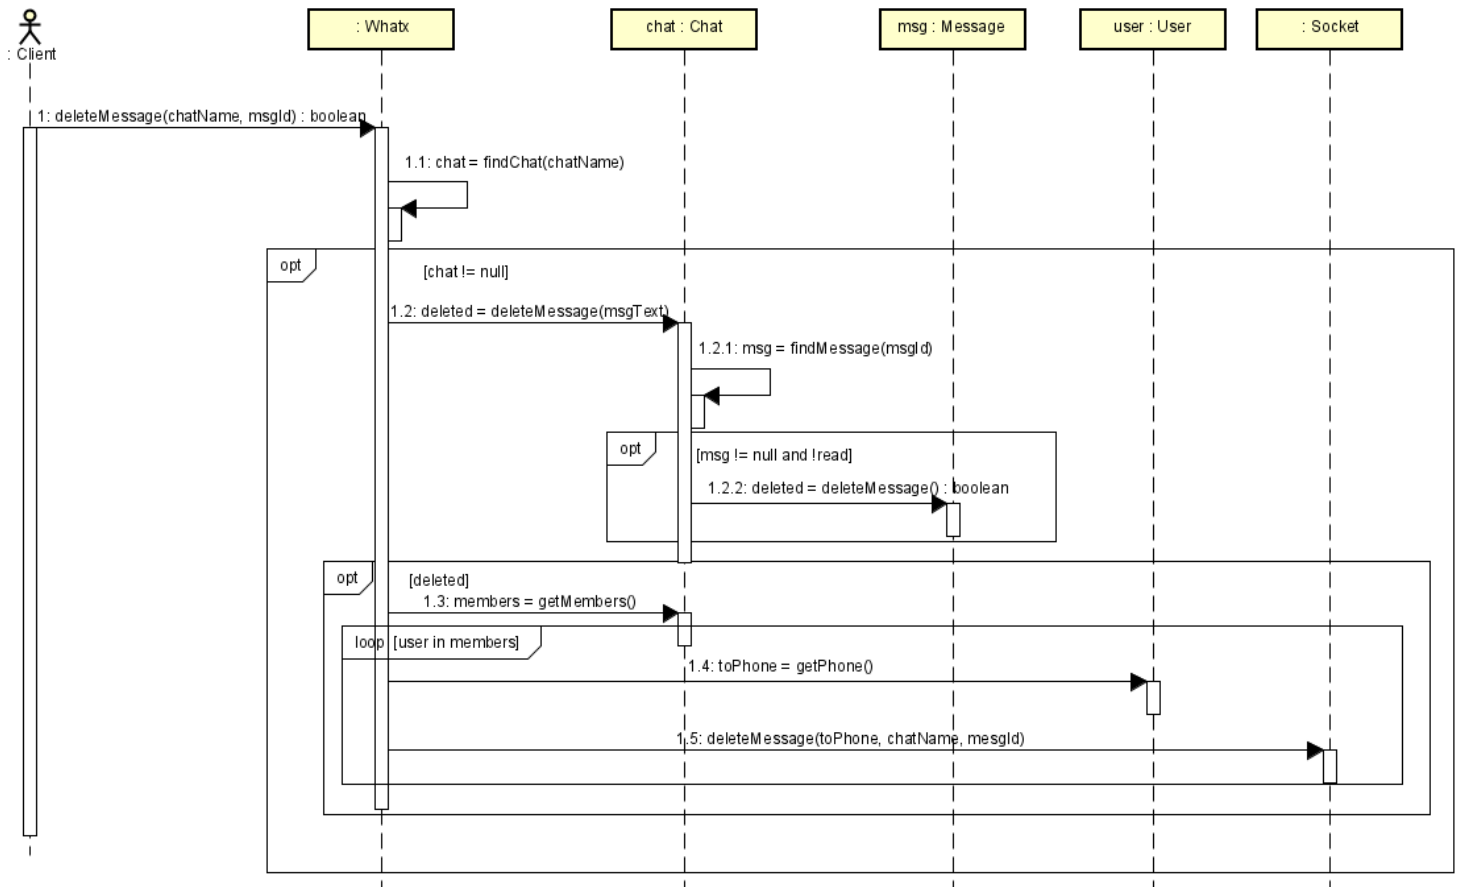 : Whatx
chat : Chat
msg : Message
user : User
: Socket
: Client
1: deleteMessage(chatName, msgId) : boolean
1.1: chat = findChat(chatName)
opt
[chat != null]
1.2: deleted = deleteMessage(msgText)
1.2.1: msg = findMessage(msgId)
opt
[msg != null and !read]
1.2.2: deleted = deleteMessage() : boolean
opt
[deleted]
1.3: members = getMembers()
loop [user in members]
1.4: toPhone = getPhone()
1.5: deleteMessage(toPhone, chatName, mesgId)